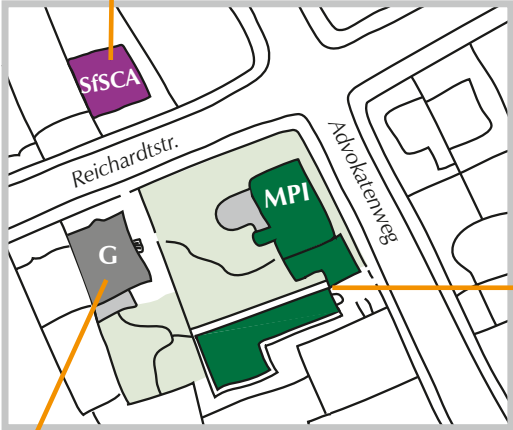 SfSCA
Reichardtstr.
Advokatenweg
MPI
G